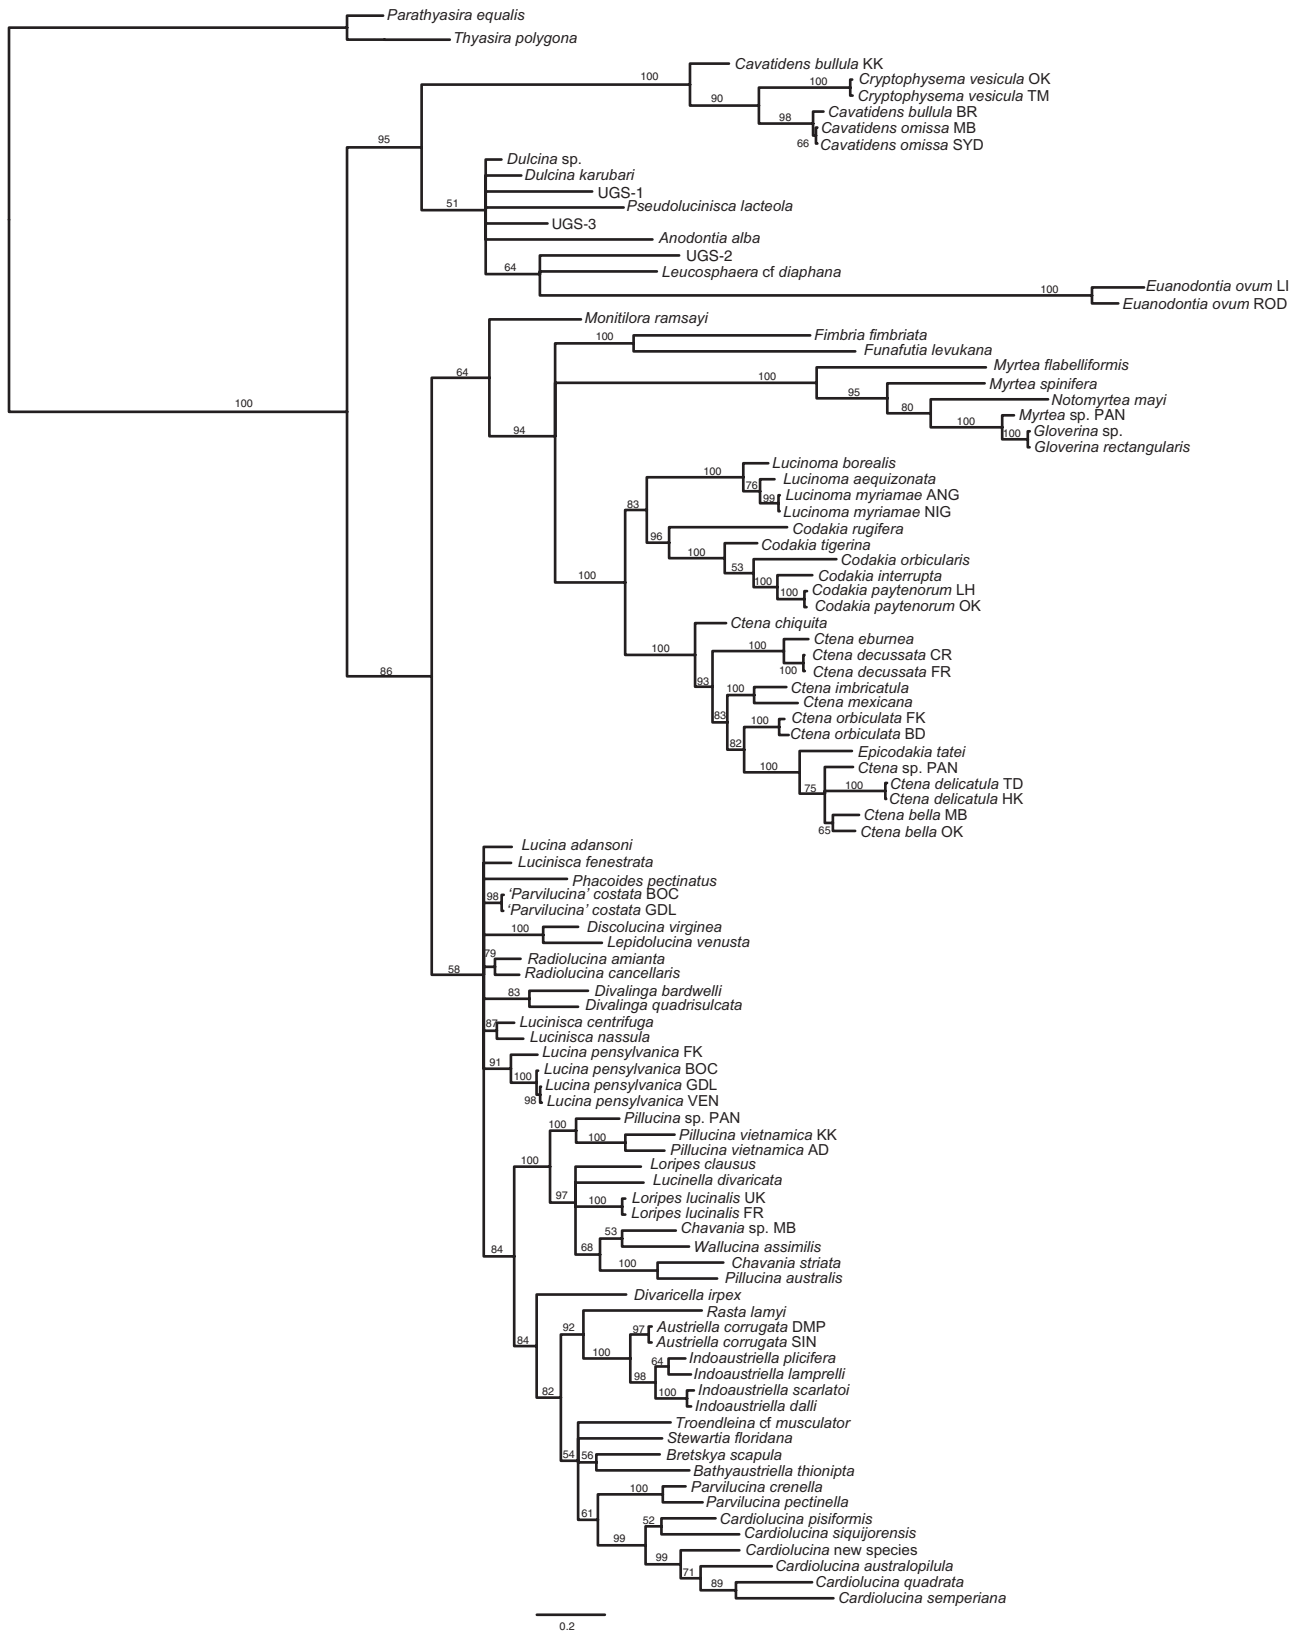 Parathyasira equalis
Thyasira polygona
Cavatidens bullula KK
100
Cryptophysema vesicula OK
100
90
Cryptophysema vesicula TM
Cavatidens bullula BR
98
Cavatidens omissa MB
95
66
Cavatidens omissa SYD
Dulcina sp.
Dulcina karubari
UGS-1
51
Pseudolucinisca lacteola
UGS-3
Anodontia alba
UGS-2
64
Leucosphaera cf diaphana
100
Euanodontia ovum LI
Euanodontia ovum ROD
Monitilora ramsayi
100
Fimbria fimbriata
Funafutia levukana
64
Myrtea flabelliformis
100
Myrtea spinifera
95
Notomyrtea mayi
100
80
Myrtea sp. PAN
100
94
100
Gloverina sp.
Gloverina rectangularis
Lucinoma borealis
100
Lucinoma aequizonata
76
Lucinoma myriamae ANG
99
83
Lucinoma myriamae NIG
Codakia rugifera
96
Codakia tigerina
100
Codakia orbicularis
53
Codakia interrupta
100
100
Codakia paytenorum LH
100
Codakia paytenorum OK
Ctena chiquita
Ctena eburnea
100
100
Ctena decussata CR
100
Ctena decussata FR
86
93
Ctena imbricatula
100
Ctena mexicana
83
Ctena orbiculata FK
100
Ctena orbiculata BD
82
Epicodakia tatei
100
Ctena sp. PAN
75
100
Ctena delicatula TD
Ctena delicatula HK
Ctena bella MB
65
Ctena bella OK
Lucina adansoni
Lucinisca fenestrata
Phacoides pectinatus
98
‘Parvilucina’ costata BOC
‘Parvilucina’ costata GDL
100
Discolucina virginea
Lepidolucina venusta
79
Radiolucina amianta
58
Radiolucina cancellaris
83
Divalinga bardwelli
Divalinga quadrisulcata
87
Lucinisca centrifuga
Lucinisca nassula
Lucina pensylvanica FK
91
Lucina pensylvanica BOC
100
Lucina pensylvanica GDL
98
Lucina pensylvanica VEN
Pillucina sp. PAN
100
100
Pillucina vietnamica KK
Pillucina vietnamica AD
100
Loripes clausus
Lucinella divaricata
97
100
Loripes lucinalis UK
Loripes lucinalis FR
53
Chavania sp. MB
84
68
Wallucina assimilis
100
Chavania striata
Pillucina australis
Divaricella irpex
Rasta lamyi
92
97
Austriella corrugata DMP
84
Austriella corrugata SIN
100
64
Indoaustriella plicifera
98
Indoaustriella lamprelli
82
100
Indoaustriella scarlatoi
Indoaustriella dalli
Troendleina cf musculator
Stewartia floridana
54
56
Bretskya scapula
Bathyaustriella thionipta
100
Parvilucina crenella
Parvilucina pectinella
61
52
Cardiolucina pisiformis
99
Cardiolucina siquijorensis
99
Cardiolucina new species
71
Cardiolucina australopilula
89
Cardiolucina quadrata
Cardiolucina semperiana
0.2